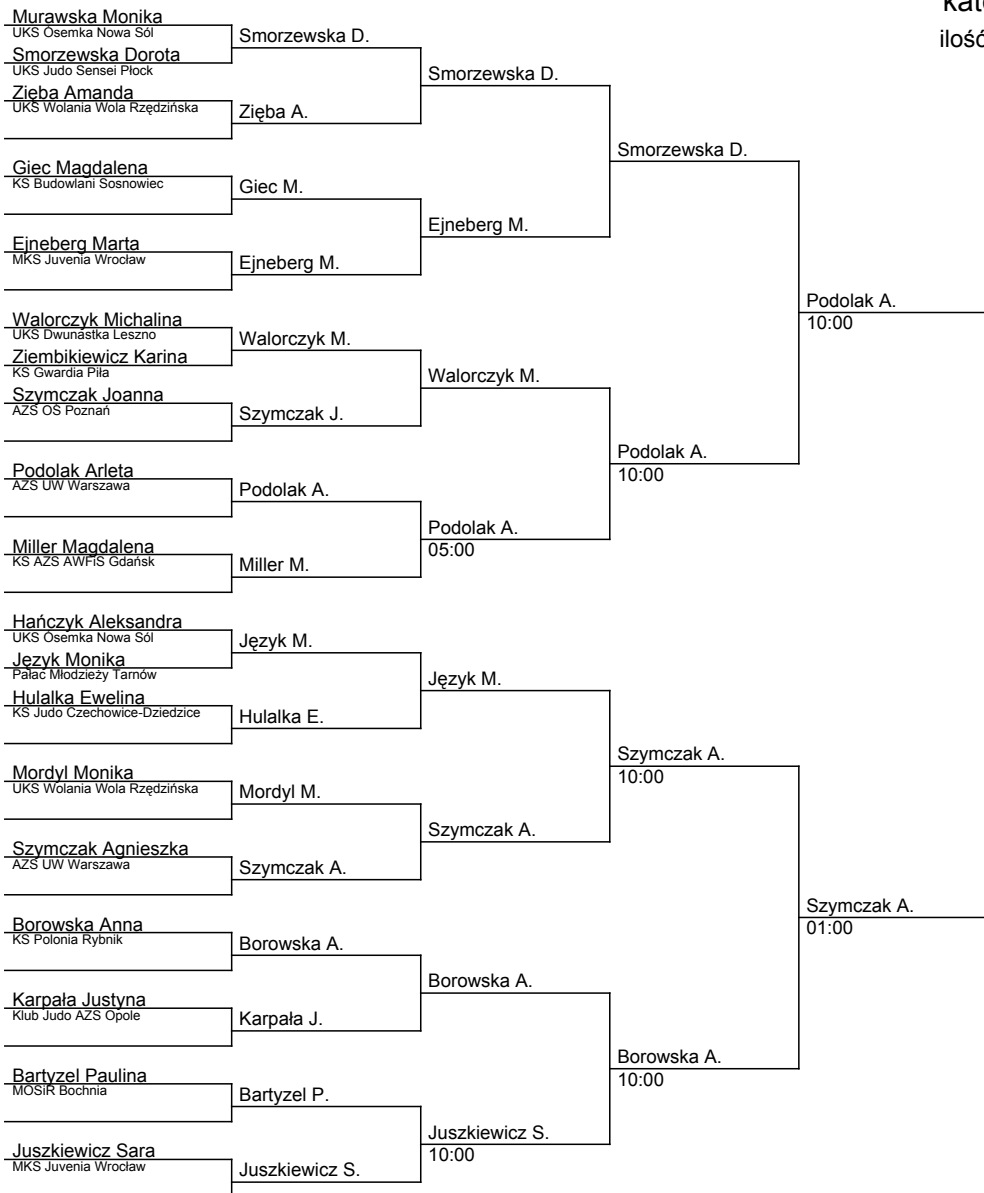 kat
ilość
Murawska Monika
UKS Ósemka Nowa Sól
Smorzewska Dorota
UKS Judo Sensei Płock
Zięba Amanda
UKS Wolania Wola Rzędzińska
Giec Magdalena
KS Budowlani Sosnowiec
Ejneberg Marta
MKS Juvenia Wrocław
Walorczyk Michalina
UKS Dwunastka Leszno
Ziembikiewicz Karina
KS Gwardia Piła
Szymczak Joanna
AZS OŚ Poznań
Podolak Arleta
AZS UW Warszawa
Miller Magdalena
KS AZS AWFiS Gdańsk
Hańczyk Aleksandra
UKS Ósemka Nowa Sól
Język Monika
Pałac Młodzieży Tarnów
Hulalka Ewelina
KS Judo Czechowice-Dziedzice
Mordyl Monika
UKS Wolania Wola Rzędzińska
Szymczak Agnieszka
AZS UW Warszawa
Borowska Anna
KS Polonia Rybnik
Karpała Justyna
Klub Judo AZS Opole
Bartyzel Paulina
MOSiR Bochnia
Juszkiewicz Sara
MKS Juvenia Wrocław
Smorzewska D.
Zięba A.
Giec M.
Ejneberg M.
Walorczyk M.
Szymczak J.
Podolak A.
Miller M.
Język M.
Hulalka E.
Mordyl M.
Szymczak A.
Borowska A.
Karpała J.
Bartyzel P.
Juszkiewicz S.
Smorzewska D.
Ejneberg M.
Walorczyk M.
Podolak A.
05:00
Język M.
Szymczak A.
Borowska A.
Juszkiewicz S.
10:00
Smorzewska D.
Podolak A.
10:00
Szymczak A.
10:00
Borowska A.
10:00
Podolak A.
10:00
Szymczak A.
01:00